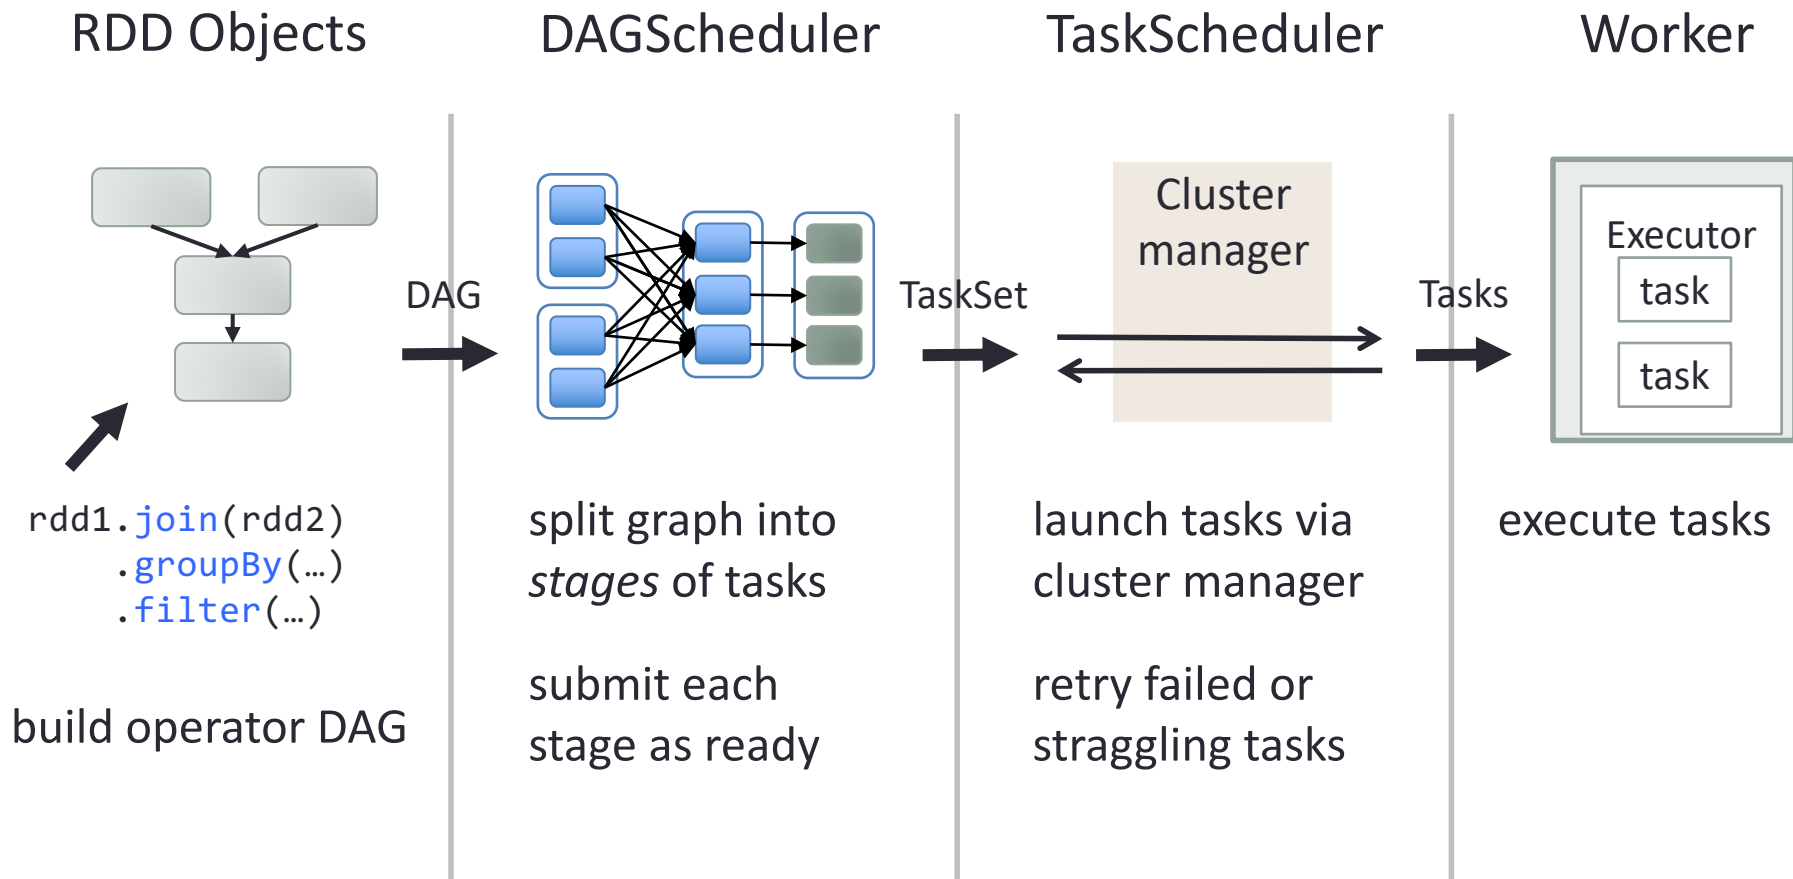 RDD Objects
DAGScheduler
TaskScheduler
Worker
DAG
TaskSet
Cluster
manager
Tasks
Executor
task
task
rdd1.join(rdd2)
.groupBy(…)
.filter(…)
build operator DAG
split graph into
stages of tasks
submit each
stage as ready
launch tasks via
cluster manager
retry failed or
straggling tasks
execute tasks